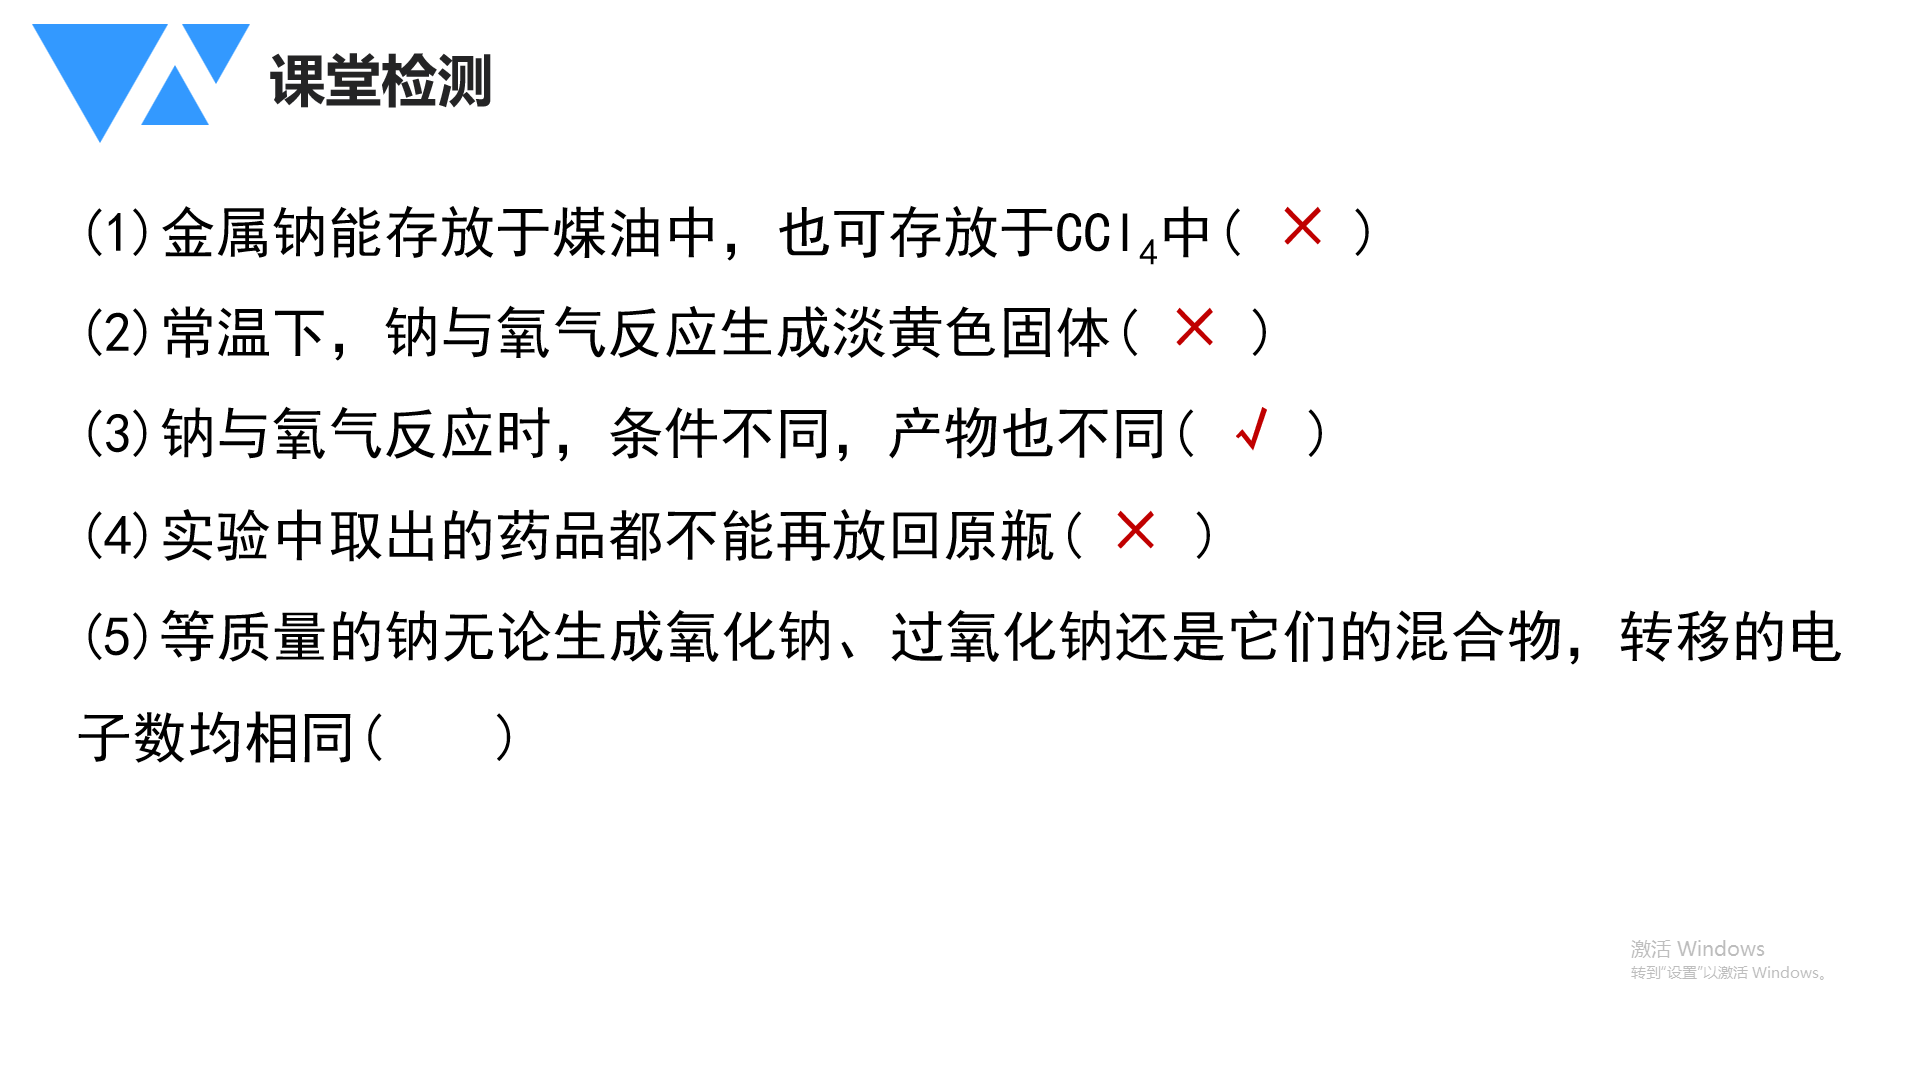 课堂检测
(1)金属钠能存放于煤油中，也可存放于CCl₄中( × )
(2)常温下，钠与氧气反应生成淡黄色固体( × )
(3)钠与氧气反应时，条件不同，产物也不同( √ )
(4)实验中取出的药品都不能再放回原瓶( × )
(5)等质量的钠无论生成氧化钠、过氧化钠还是它们的混合物，转移的电
子数均相同(    )
激活 Windows
转到“设置”以激活 Windows。